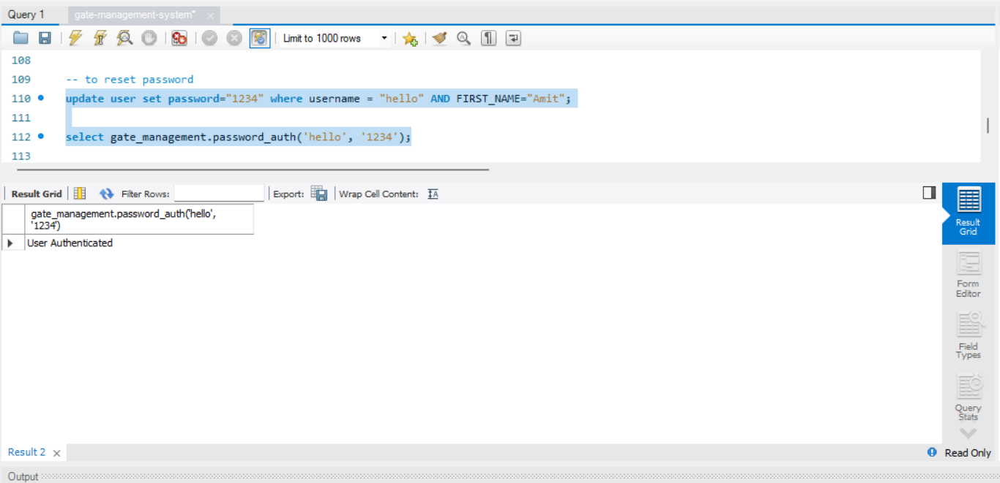 Query 1
gate-management-system*
Limit to 1000 rows
108
109 -- to reset password
110 update user set password="1234" where username = "hello" AND FIRST_NAME="Amit";
111
112 select gate_management.password_auth('hello', '1234');
113
Result Grid
Filter Rows:
Export:
Wrap Cell Content:
gate_management.password_auth('hello',
'1234')
User Authenticated
Result
Grid
Form
Editor
Field
Types
Query
Stats
Result 2
Read Only
Output